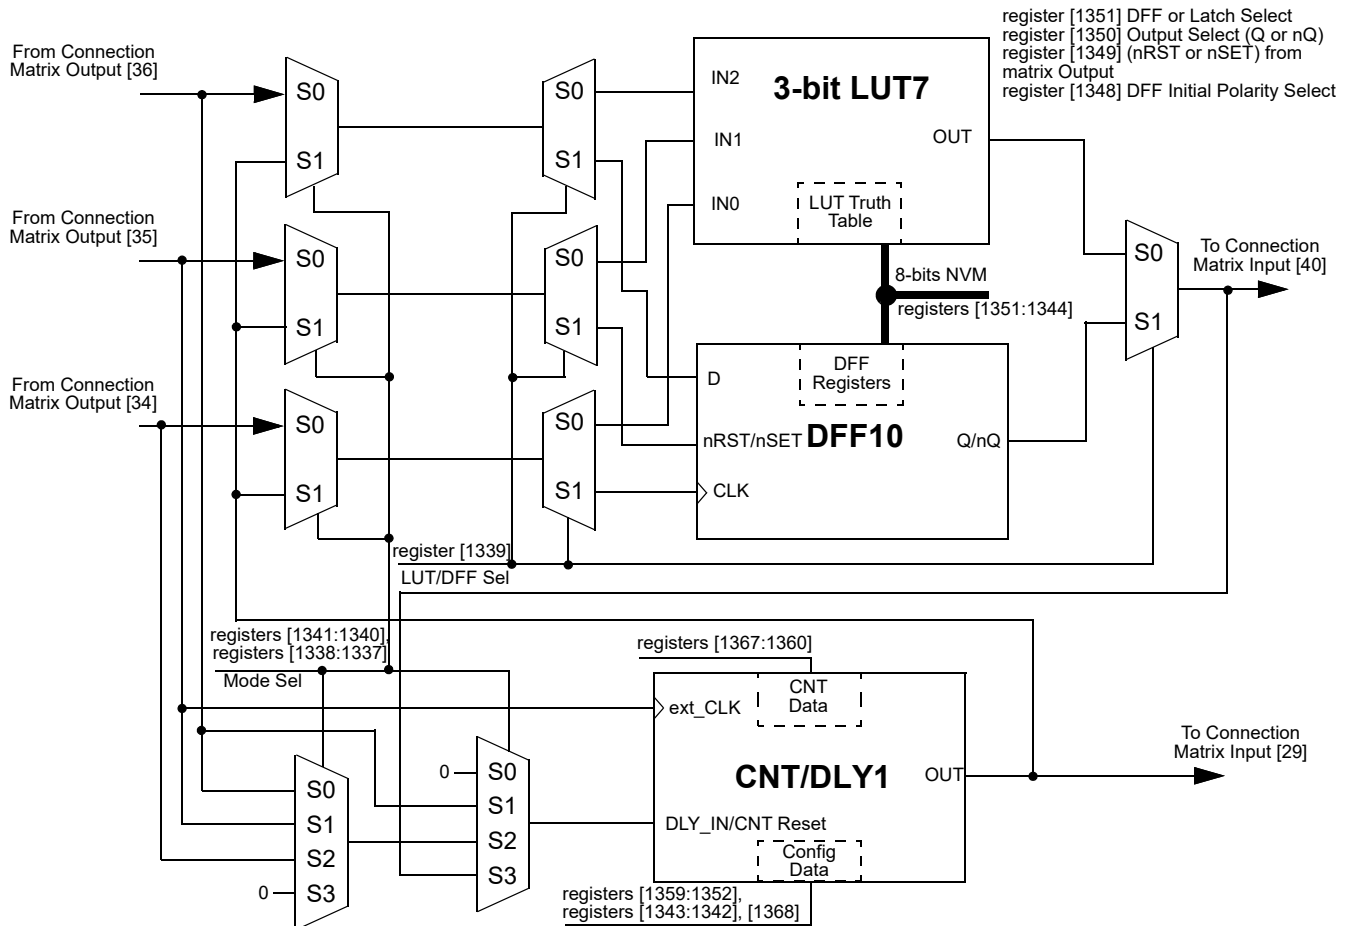 register [1351] DFF or Latch Select
register [1350] Output Select (Q or nQ)
register [1349] (nRST or nSET) from
matrix Output
register [1348] DFF Initial Polarity Select
From Connection
Matrix Output [36]
S0
S1
S0
S1
IN2
IN1
IN0
3-bit LUT7
OUT
LUT Truth
Table
From Connection
Matrix Output [35]
S0
S1
S0
S1
8-bits NVM
registers [1351:1344]
S0
S1
To Connection
Matrix Input [40]
From Connection
Matrix Output [34]
S0
S1
S0
S1
D
nRST/nSET
CLK
DFF
Registers
DFF10
Q/nQ
register [1339]
LUT/DFF Sel
registers [1341:1340],
registers [1338:1337]
Mode Sel
registers [1367:1360]
ext_CLK
CNT
Data
CNT/DLY1
OUT
DLY_IN/CNT Reset
Config
Data
To Connection
Matrix Input [29]
S0
S1
S2
0
S3
0
S0
S1
S2
S3
registers [1359:1352],
registers [1343:1342], [1368]